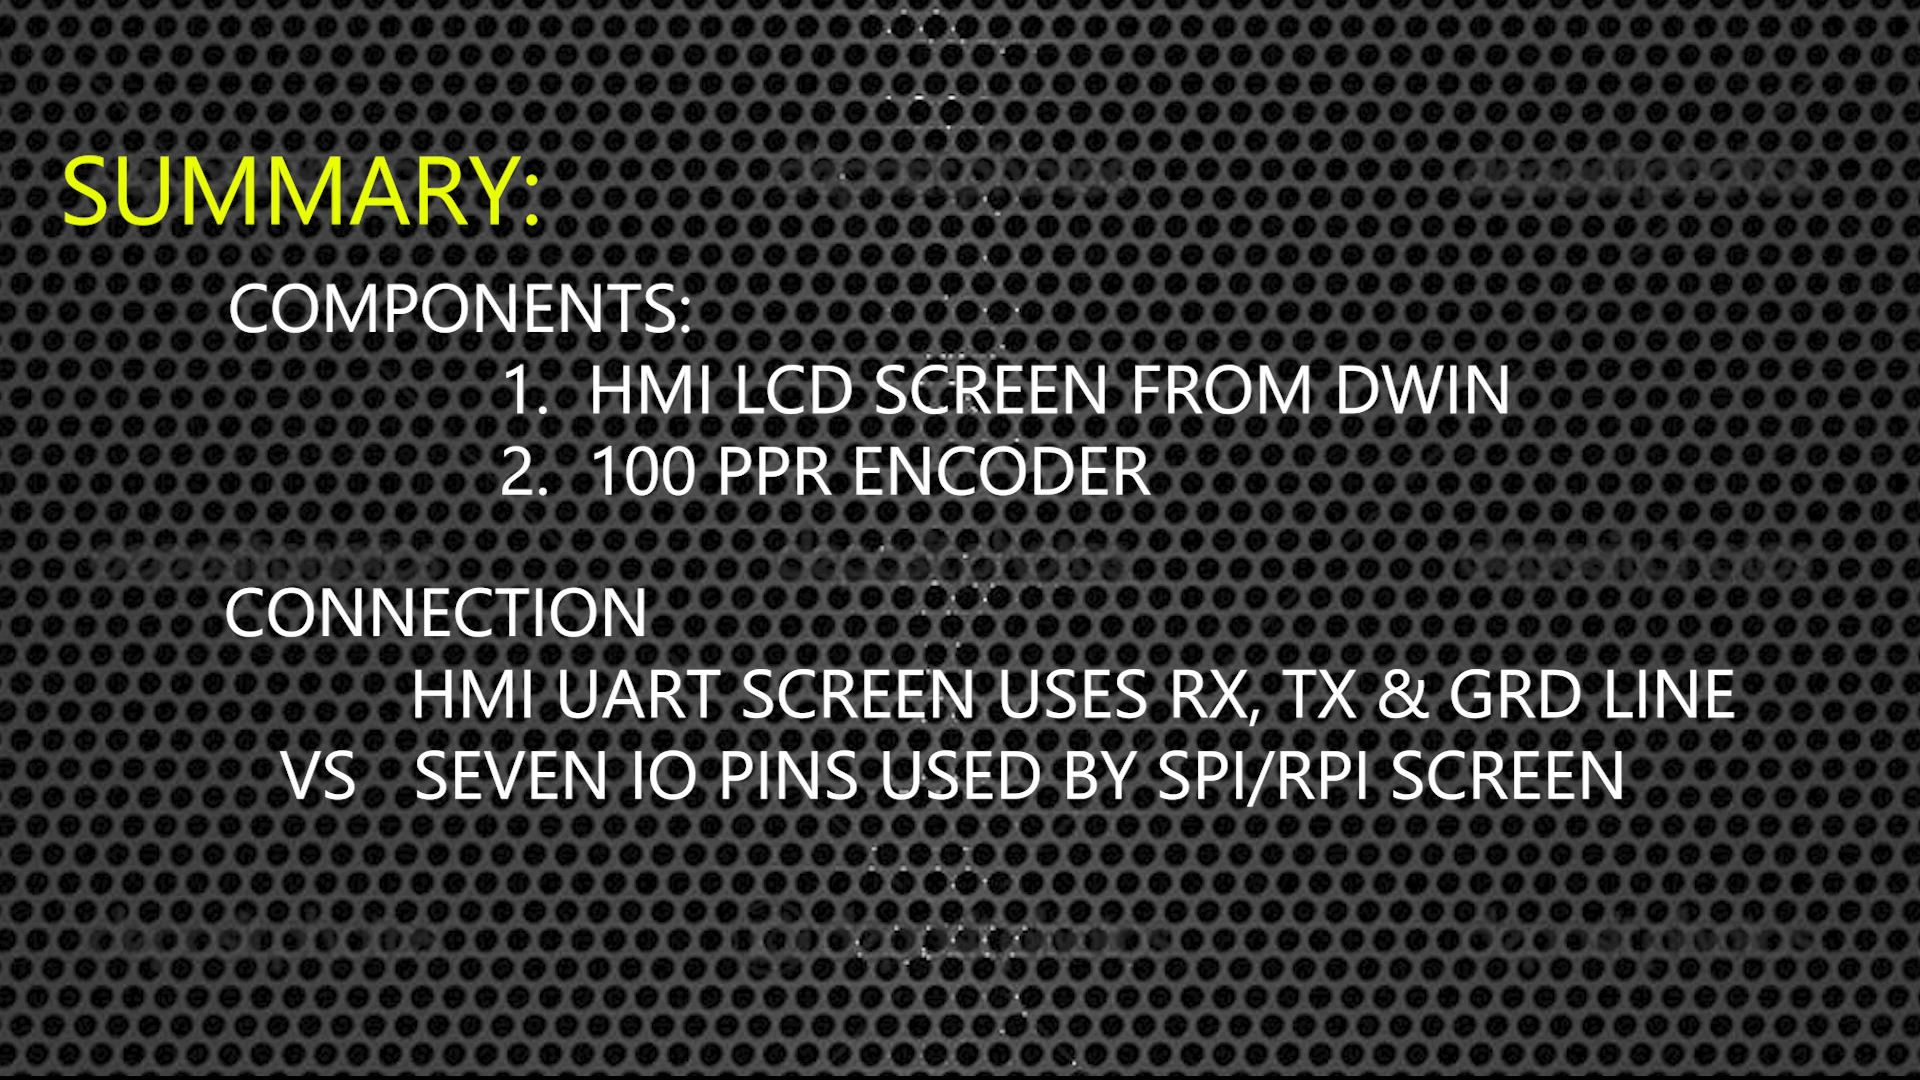 SUMMARY:
COMPONENTS:
1. HMI LCD SCREEN FROM DWIN
2. 100 PPR ENCODER
CONNECTION
HMI UART SCREEN USES RX, TX & GRD LINE
VS SEVEN IO PINS USED BY SPI/RPI SCREEN